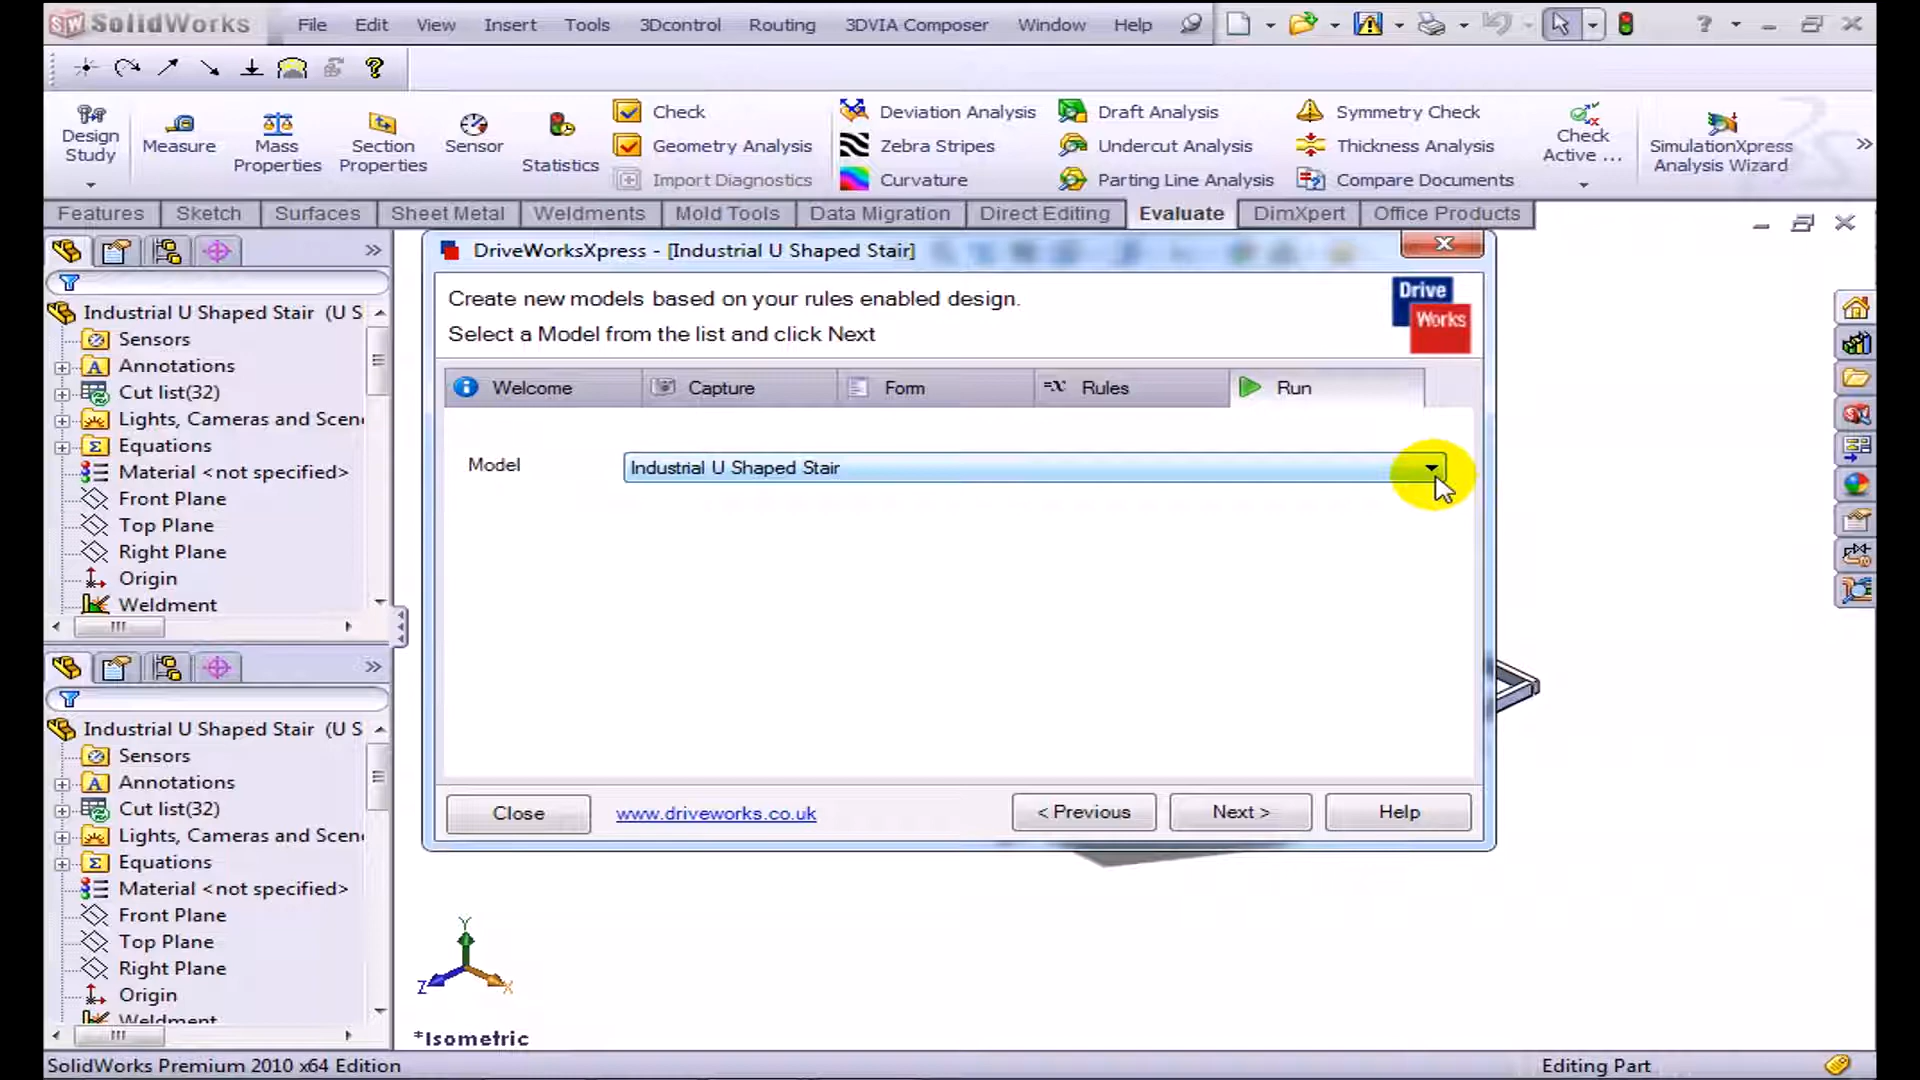 SolidWorks File Edit View Insert Tools 3Dcontrol Routing 3DVIA Composer Window Help
Design Study
Measure
Mass Properties
Section Properties
Sensor
Statistics
Check
Geometry Analysis
Import Diagnostics
Deviation Analysis
Zebra Stripes
Curvature
Draft Analysis
Undercut Analysis
Parting Line Analysis
Symmetry Check
Thickness Analysis
Compare Documents
Check Active ...
SimulationXpress Analysis Wizard
Features Sketch Surfaces Sheet Metal Weldments Mold Tools Data Migration Direct Editing Evaluate DimXpert Office Products
Industrial U Shaped Stair (U S
Sensors
Annotations
Cut list(32)
Lights, Cameras and Scen
Equations
Material <not specified>
Front Plane
Top Plane
Right Plane
Origin
Weldment
Industrial U Shaped Stair (U S
Sensors
Annotations
Cut list(32)
Lights, Cameras and Scen
Equations
Material <not specified>
Front Plane
Top Plane
Right Plane
Origin
Weldment
DriveWorksXpress - [Industrial U Shaped Stair]
Create new models based on your rules enabled design.
Select a Model from the list and click Next
Drive
Works
Welcome Capture Form Rules Run
Model Industrial U Shaped Stair
Close www.driveworks.co.uk < Previous Next > Help
Y
Z X
*Isometric
SolidWorks Premium 2010 x64 Edition Editing Part